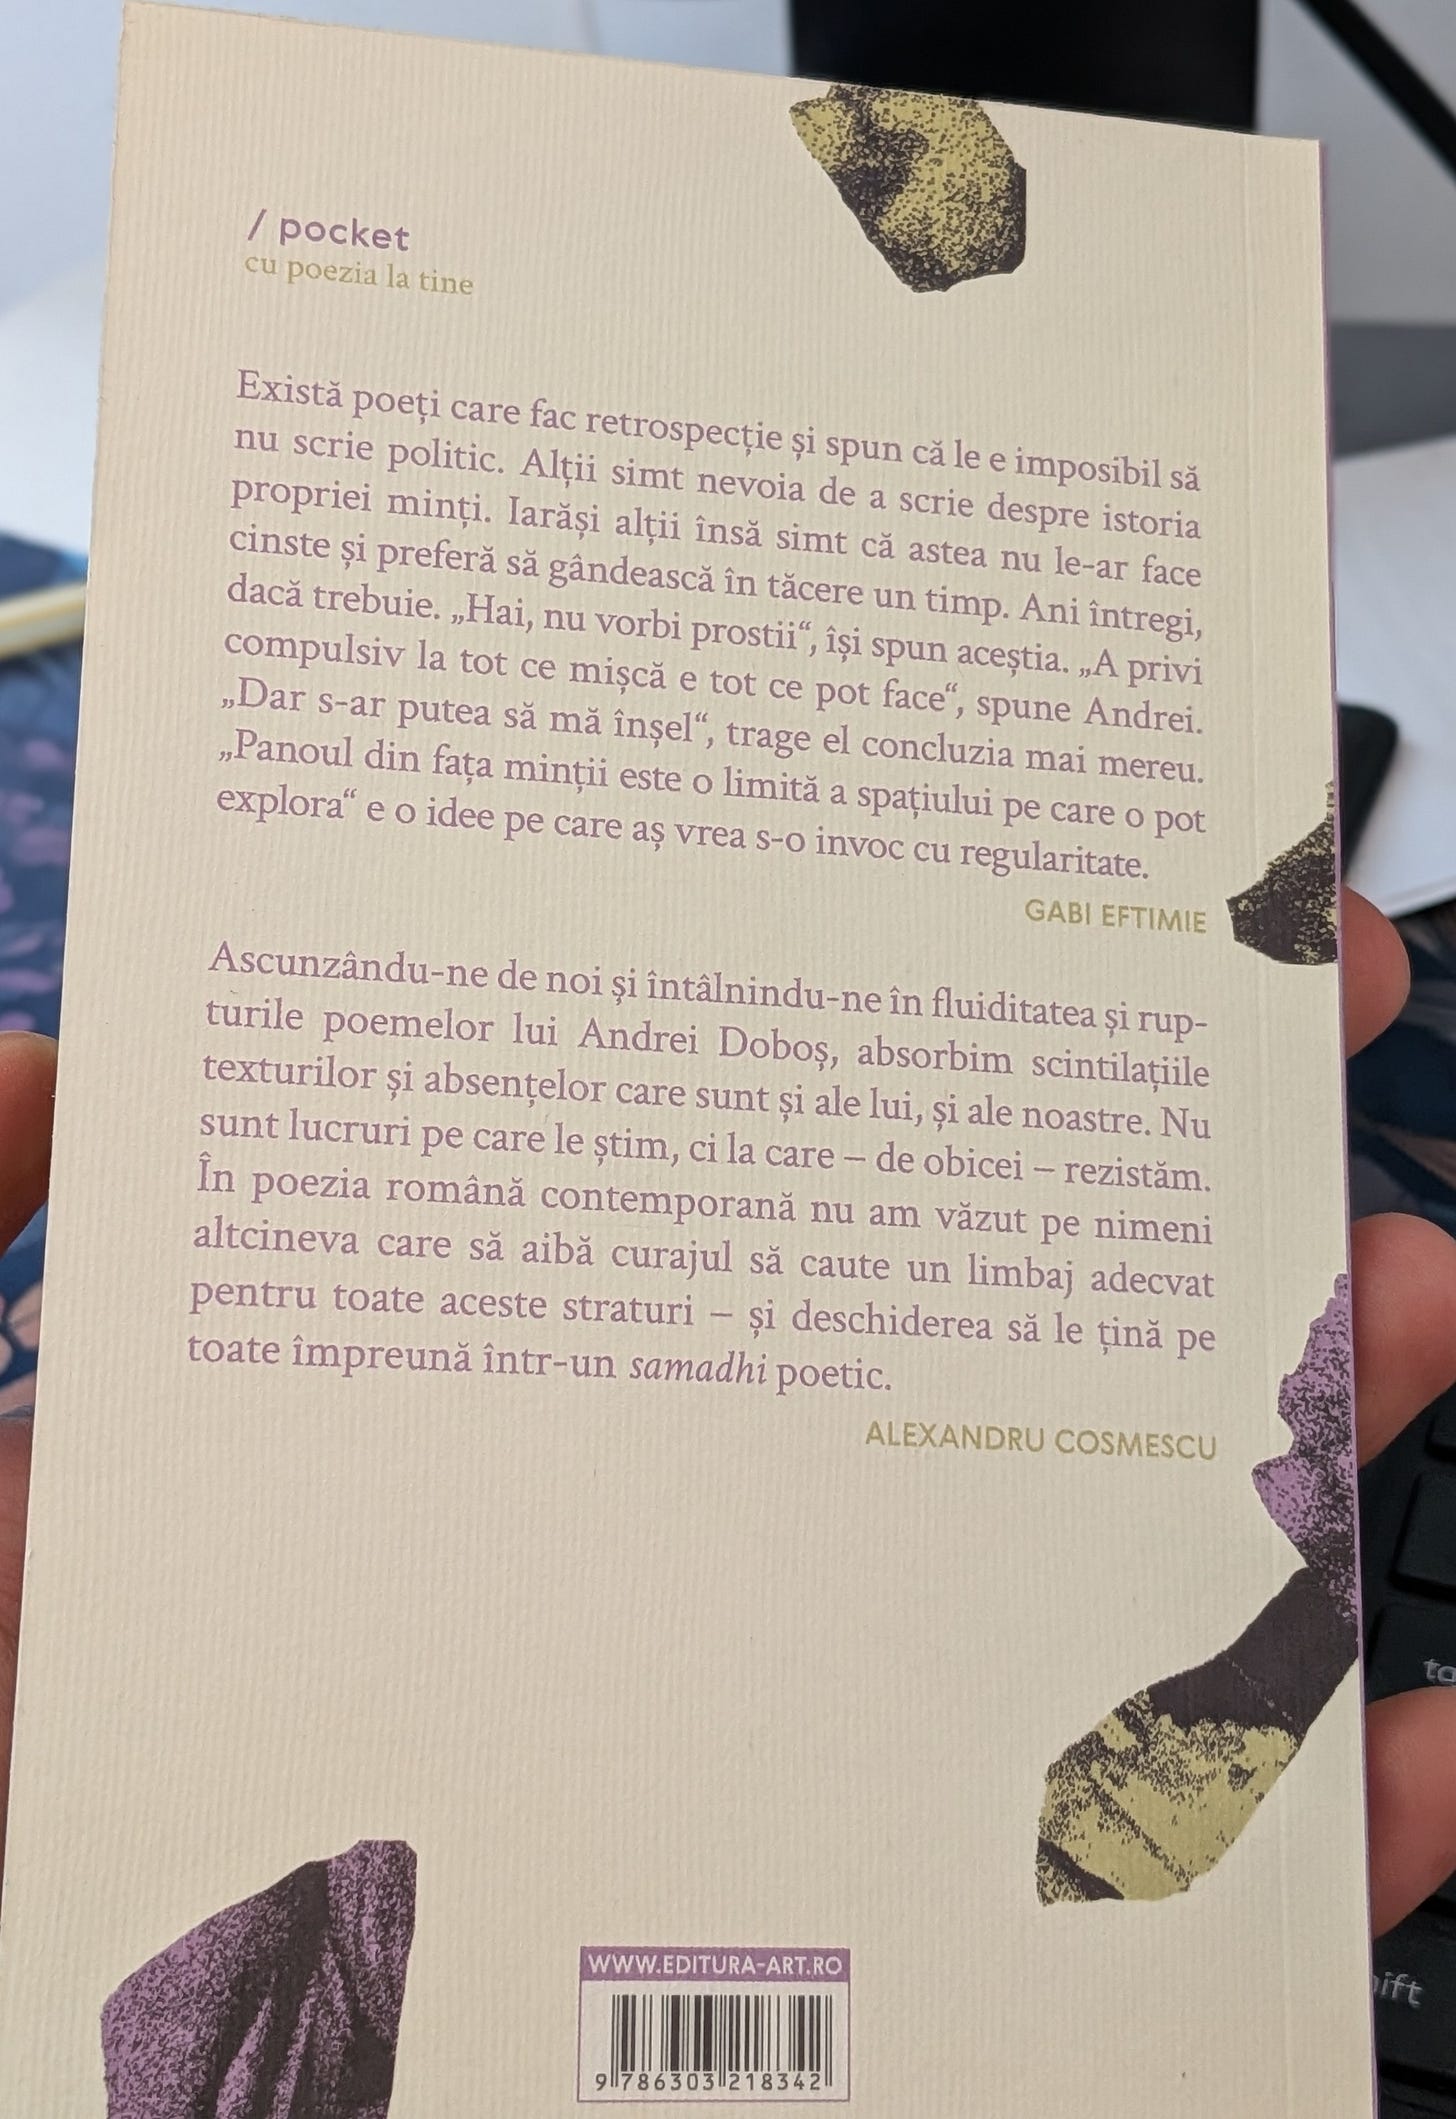 / pocket
cu poezia la tine
Există poeți care fac retrospecție și spun că le e imposibil să
nu scrie politic. Alții simt nevoia de a scrie despre istoria
propriei minți. Iarăși alții însă simt că astea nu le-ar face
cinste și preferă să gândească în tăcere un timp. Ani întregi,
dacă trebuie. „Hai, nu vorbi prostii“, își spun aceștia. „A privi
compulsiv la tot ce mișcă e tot ce pot face“, spune Andrei.
„Dar s-ar putea să mă înșel“, trage el concluzia mai mereu.
„Panoul din fața minții este o limită a spațiului pe care o pot
explora“ e o idee pe care aș vrea s-o invoc cu regularitate.
GABI EFTIMIE
Ascunzându-ne de noi și întâlnindu-ne în fluiditatea și rup-
turile poemelor lui Andrei Doboș, absorbim scintilațiile
texturilor și absențelor care sunt și ale lui, și ale noastre. Nu
sunt lucruri pe care le știm, ci la care – de obicei – rezistăm.
În poezia română contemporană nu am văzut pe nimeni
altcineva care să aibă curajul să caute un limbaj adecvat
pentru toate aceste straturi – și deschiderea să le țină pe
toate împreună într-un samadhi poetic.
ALEXANDRU COSMESCU
WWW.EDITURA-ART.RO
9 786303 218342